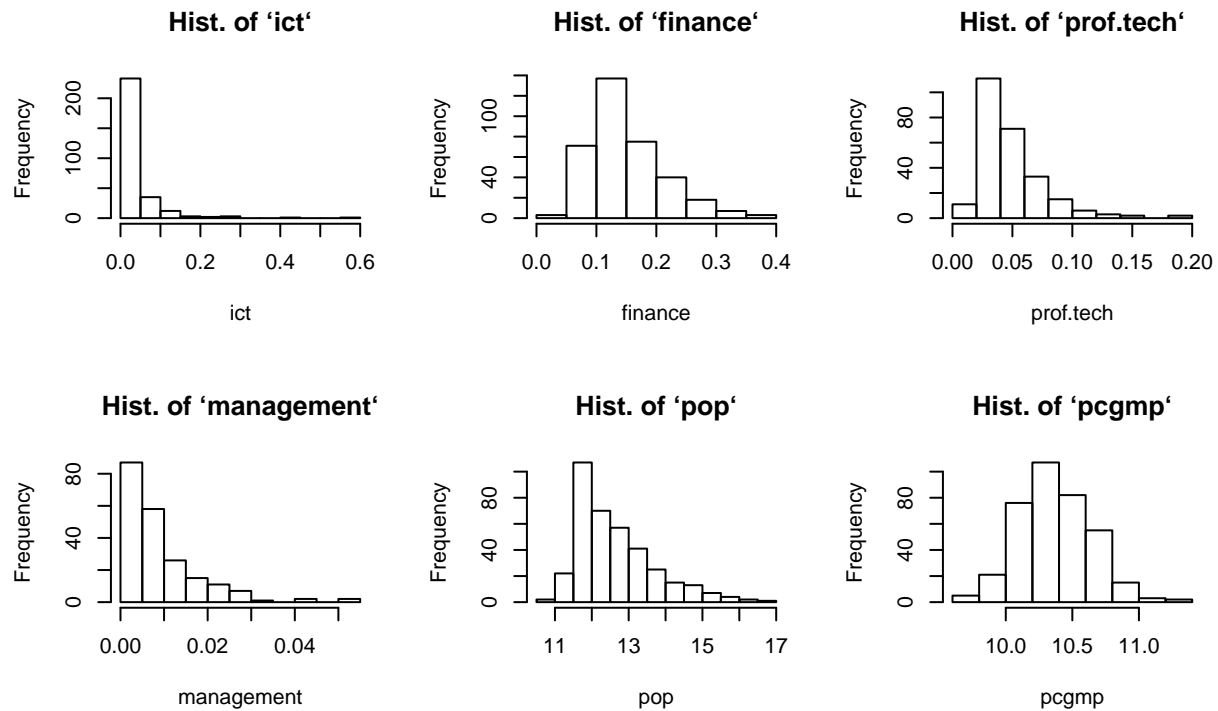 Hist. of ‘ict‘
Frequency
0 100 200
0.0 0.2 0.4 0.6
ict
Hist. of ‘finance‘
Frequency
0 40 100
0.0 0.1 0.2 0.3 0.4
finance
Hist. of ‘prof.tech‘
Frequency
0 40 80
0.00 0.05 0.10 0.15 0.20
prof.tech
Hist. of ‘management‘
Frequency
0 40 80
0.00 0.02 0.04
management
Hist. of ‘pop‘
Frequency
0 40 80
11 12 13 15 17
pop
Hist. of ‘pcgmp‘
Frequency
0 40 80
10.0 10.5 11.0
pcgmp